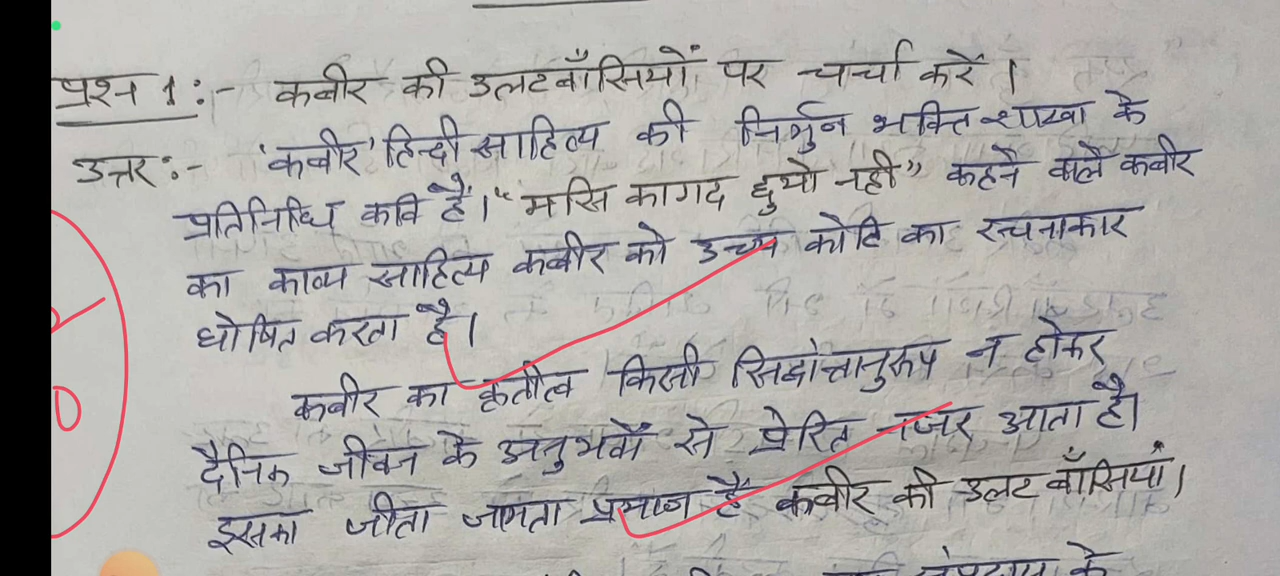 प्रश्न 1:- कबीर की उलटबाँसियों पर चर्चा करें ।
उत्तर:- 'कबीर' हिन्दी साहित्य की निर्गुन भक्ति शाखा के
प्रतिनिधि कवि हैं। "मसि कागद छुयो नही" कहने वाले कबीर
का काव्य साहित्य कबीर को उच्च कोटि का रचनाकार
घोषित करता है।
कबीर का कृतीत्व किसी सिद्धांत्तानुरूप न होकर
दैनिक जीवन के अनुभवों से प्रेरित नजर आता है।
इसका जीता जागता प्रमाण है कबीर की उलट बाँसियां।
के